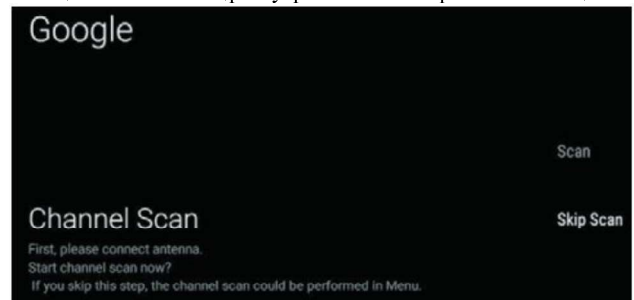 Google
Scan
Channel Scan
Skip Scan
First, please connect antenna.
Start channel scan now?
If you skip this step, the channel scan could be performed in Menu.